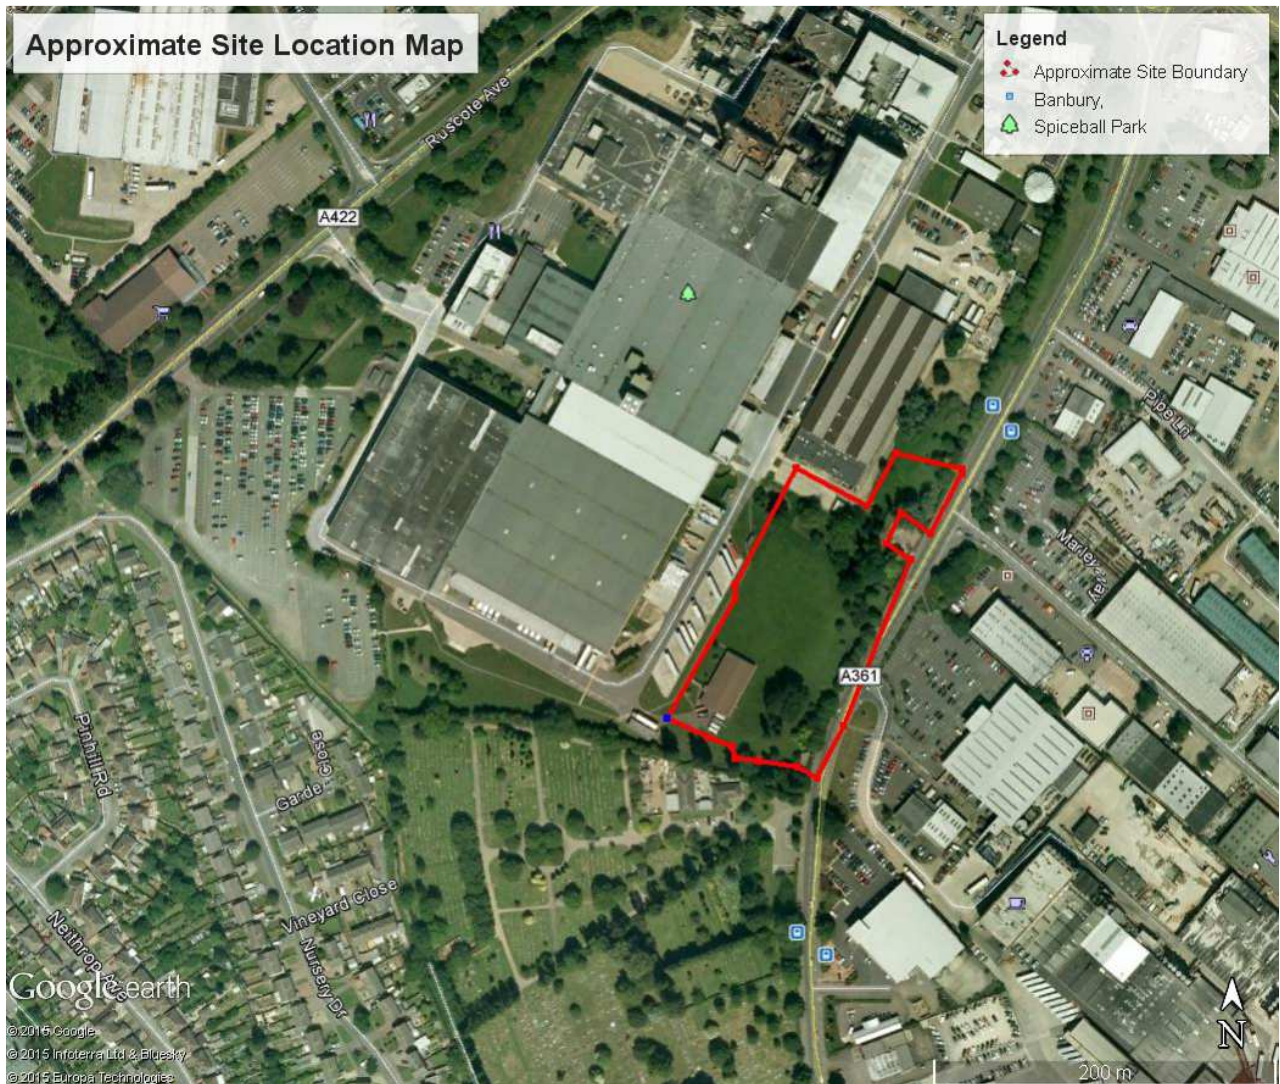 Approximate Site Location Map
Legend
Approximate Site Boundary
Banbury,
Spiceball Park
Ruscote Ave
A422
Pipe Ln
Marley Way
A361
Pinhill Rd
Garde Close
Vineyard Close
Neithrop Ave
Nursery Dr
Google earth
© 2015 Google
© 2015 Infoterra Ltd & Bluesky
© 2015 Europa Technologies
N
200 m